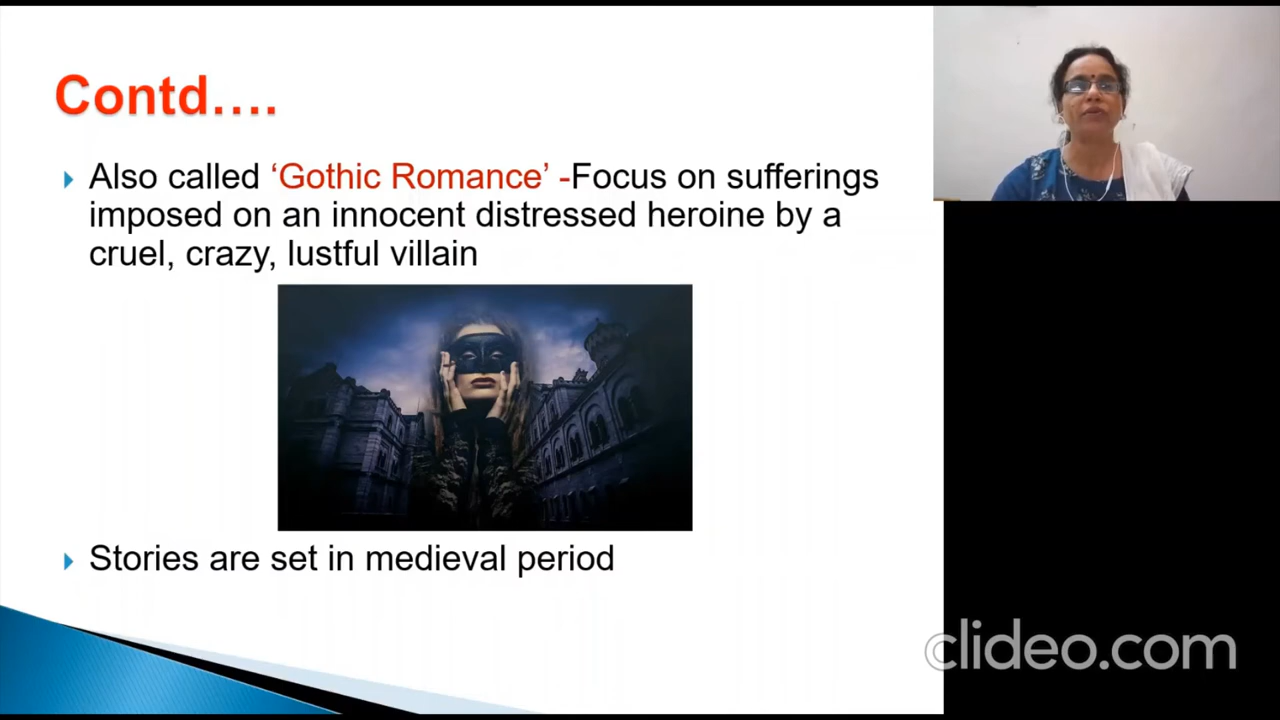 Contd....
Also called ‘Gothic Romance’ -Focus on sufferings
imposed on an innocent distressed heroine by a
cruel, crazy, lustful villain
Stories are set in medieval period
clideo.com